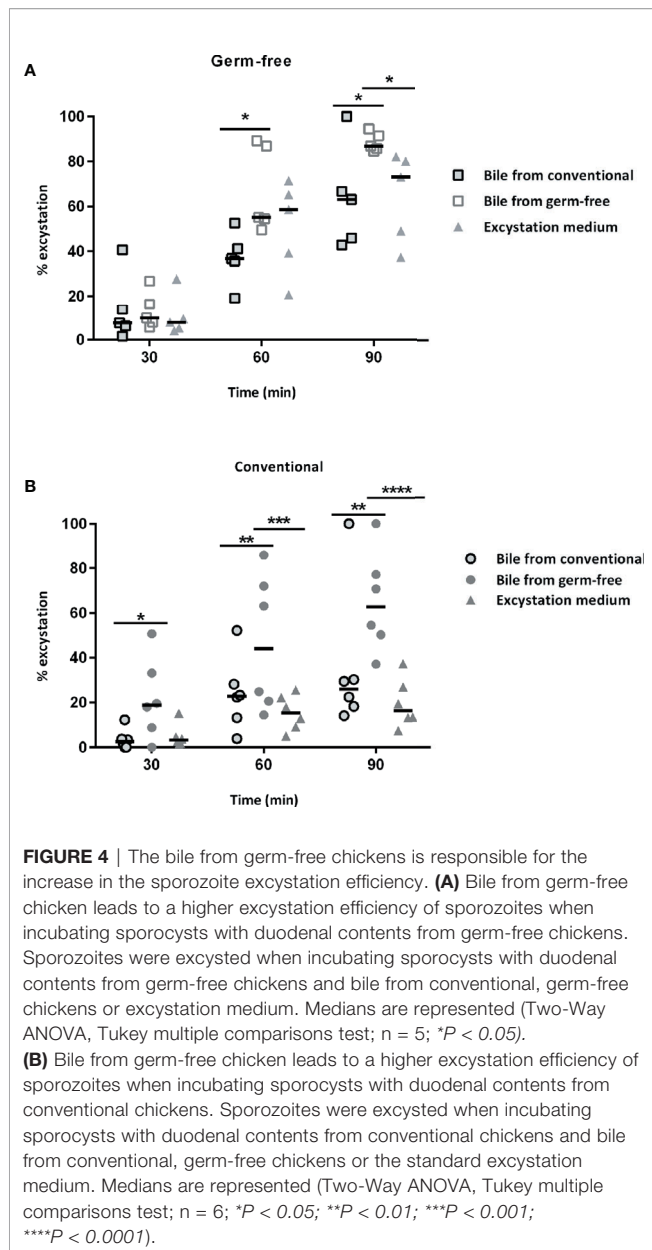 A
Germ-free
*
*
*
100
80
60
40
20
0
% excystation
30
60
90
Time (min)
Bile from conventional
Bile from germ-free
Excystation medium
B
Conventional
*
**
***
**
****
100
80
60
40
20
0
% excystation
30
60
90
Time (min)
Bile from conventional
Bile from germ-free
Excystation medium
FIGURE 4 | The bile from germ-free chickens is responsible for the
increase in the sporozoite excystation efficiency. (A) Bile from germ-free
chicken leads to a higher excystation efficiency of sporozoites when
incubating sporocysts with duodenal contents from germ-free chickens.
Sporozoites were excysted when incubating sporocysts with duodenal
contents from germ-free chickens and bile from conventional, germ-free
chickens or excystation medium. Medians are represented (Two-Way
ANOVA, Tukey multiple comparisons test; n = 5; *P < 0.05).
(B) Bile from germ-free chicken leads to a higher excystation efficiency of
sporozoites when incubating sporocysts with duodenal contents from
conventional chickens. Sporozoites were excysted when incubating
sporocysts with duodenal contents from conventional chickens and bile
from conventional, germ-free chickens or the standard excystation
medium. Medians are represented (Two-Way ANOVA, Tukey multiple
comparisons test; n = 6; *P < 0.05; **P < 0.01; ***P < 0.001;
****P < 0.0001).